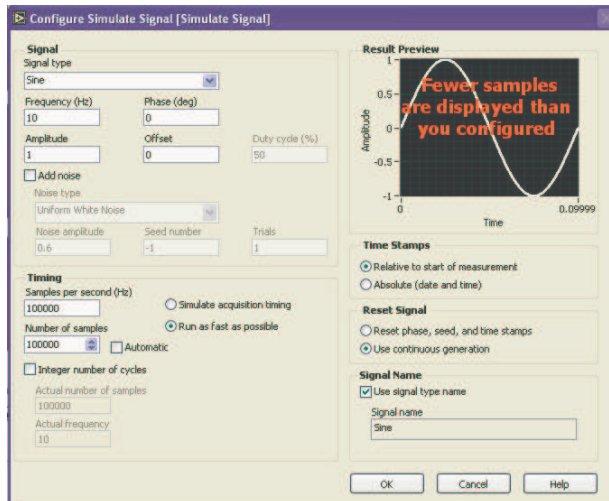 Configure Simulate Signal [Simulate Signal]
Signal
Signal type
Sine
Frequency (Hz)
Phase (deg)
10
0
Amplitude
Offset
Duty cycle (%)
1
0
50
Add noise
Noise type
Uniform White Noise
Noise amplitude
Seed number
Trials
0.6
-1
1
Timing
Samples per second (Hz)
100000
Simulate acquisition timing
Run as fast as possible
Number of samples
100000
Automatic
Integer number of cycles
Actual number of samples
100000
Actual frequency
10
Result Preview
Amplitude
1
0.5
0
-0.5
-1
Fewer samples
are displayed than
you configured
0
0.09999
Time
Time Stamps
Relative to start of measurement
Absolute (date and time)
Reset Signal
Reset phase, seed, and time stamps
Use continuous generation
Signal Name
Use signal type name
Signal name
Sine
OK
Cancel
Help